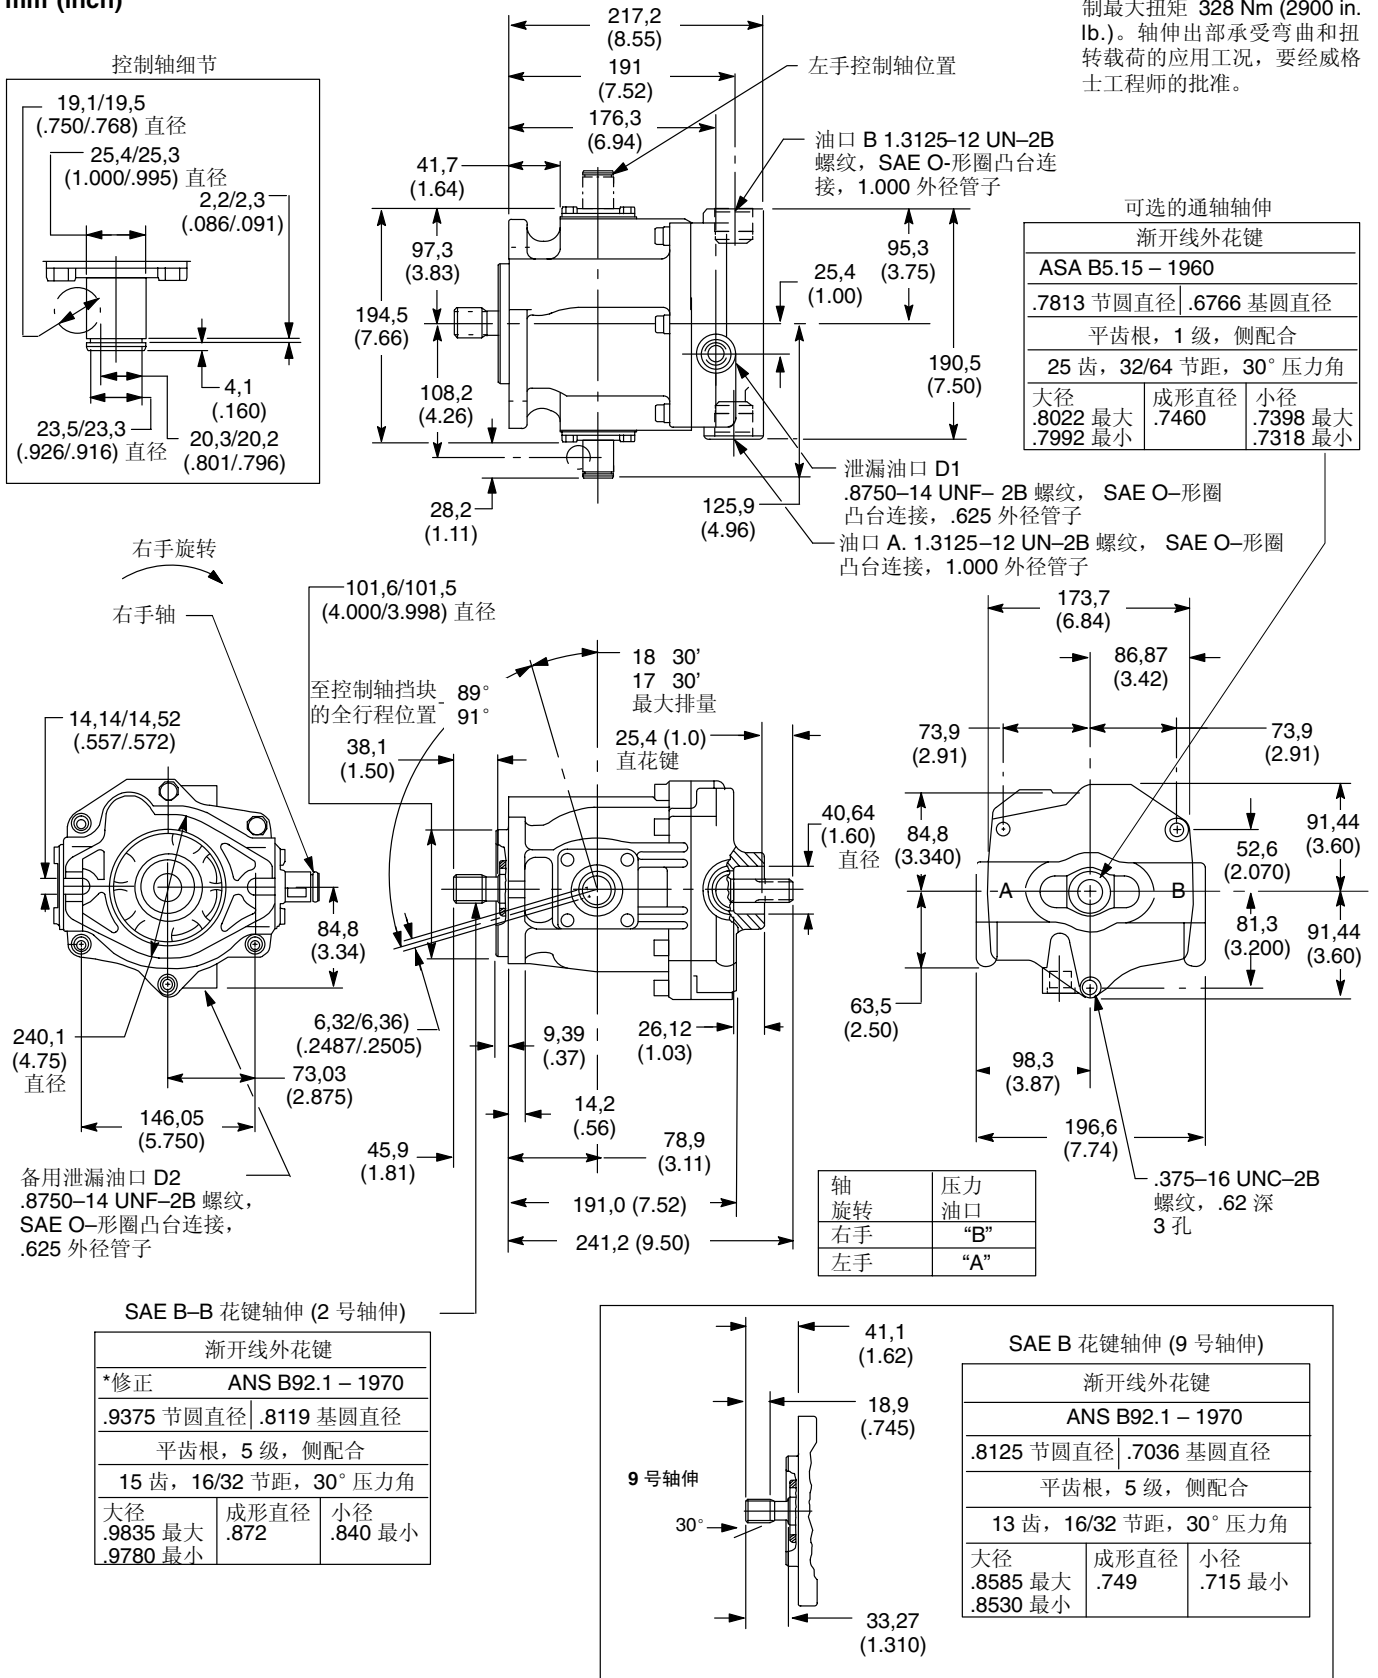 mm (inch)
制最大扭矩 328 Nm (2900 in.
lb.)。轴伸出部承受弯曲和扭
转载荷的应用工况，要经威格
士工程师的批准。
控制轴细节
19,1/19,5
(.750/.768) 直径
25,4/25,3
(1.000/.995) 直径
2,2/2,3
(.086/.091)
4,1
(.160)
23,5/23,3
(.926/.916) 直径
20,3/20,2
(.801/.796)
217,2
(8.55)
191
(7.52)
176,3
(6.94)
41,7
(1.64)
左手控制轴位置
油口 B 1.3125–12 UN–2B
螺纹，SAE O-形圈凸台连
接，1.000 外径管子
97,3
(3.83)
194,5
(7.66)
108,2
(4.26)
28,2
(1.11)
95,3
(3.75)
25,4
(1.00)
190,5
(7.50)
125,9
(4.96)
泄漏油口 D1
.8750–14 UNF– 2B 螺纹， SAE O–形圈
凸台连接，.625 外径管子
油口 A. 1.3125–12 UN–2B 螺纹， SAE O–形圈
凸台连接，1.000 外径管子
可选的通轴轴伸
渐开线外花键
ASA B5.15 – 1960
.7813 节圆直径 .6766 基圆直径
平齿根，1 级，侧配合
25 齿，32/64 节距，30° 压力角
大径 成形直径 小径
.8022 最大 .7460 .7398 最大
.7992 最小 .7318 最小
右手旋转
右手轴
14,14/14,52
(.557/.572)
84,8
(3.34)
240,1
(4.75)
直径
73,03
(2.875)
146,05
(5.750)
备用泄漏油口 D2
.8750–14 UNF–2B 螺纹，
SAE O–形圈凸台连接，
.625 外径管子
101,6/101,5
(4.000/3.998) 直径
至控制轴挡块 89°
的全行程位置 91°
18 30'
17 30'
最大排量
38,1
(1.50)
25,4 (1.0)
直花键
40,64
(1.60)
直径
6,32/6,36)
(.2487/.2505)
9,39
(.37)
26,12
(1.03)
14,2
(.56)
45,9
(1.81)
78,9
(3.11)
191,0 (7.52)
241,2 (9.50)
173,7
(6.84)
86,87
(3.42)
73,9
(2.91)
73,9
(2.91)
84,8
(3.340)
91,44
(3.60)
52,6
(2.070)
A
B
81,3
(3.200)
91,44
(3.60)
63,5
(2.50)
98,3
(3.87)
196,6
(7.74)
.375–16 UNC–2B
螺纹，.62 深
3 孔
轴 压力
旋转 油口
右手 “B”
左手 “A”
SAE B–B 花键轴伸 (2 号轴伸)
渐开线外花键
*修正 ANS B92.1 – 1970
.9375 节圆直径 .8119 基圆直径
平齿根，5 级，侧配合
15 齿，16/32 节距，30° 压力角
大径 成形直径 小径
.9835 最大 .872 .840 最小
.9780 最小
41,1
(1.62)
18,9
(.745)
9 号轴伸
30°
33,27
(1.310)
SAE B 花键轴伸 (9 号轴伸)
渐开线外花键
ANS B92.1 – 1970
.8125 节圆直径 .7036 基圆直径
平齿根，5 级，侧配合
13 齿，16/32 节距，30° 压力角
大径 成形直径 小径
.8585 最大 .749 .715 最小
.8530 最小